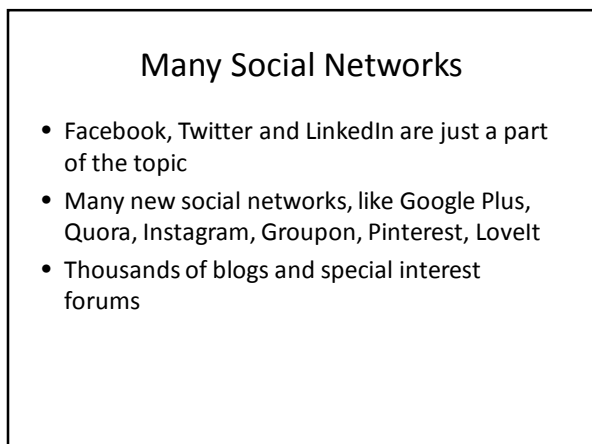 Many Social Networks
• Facebook, Twitter and LinkedIn are just a part
of the topic
• Many new social networks, like Google Plus,
Quora, Instagram, Groupon, Pinterest, LoveIt
• Thousands of blogs and special interest
forums